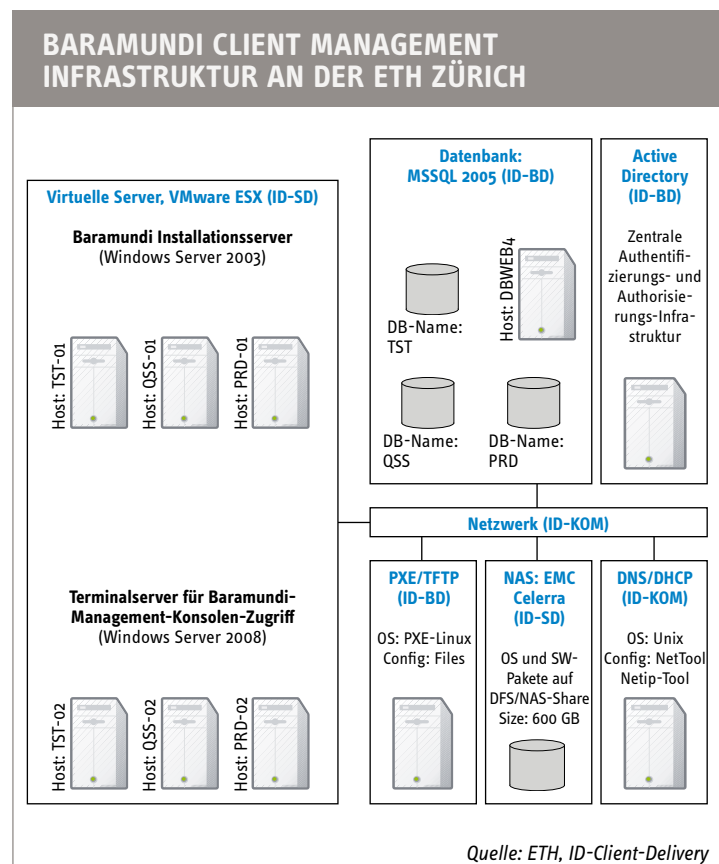 BARAMUNDI CLIENT MANAGEMENT
INFRASTRUKTUR AN DER ETH ZÜRICH
Virtuelle Server, VMware ESX (ID-SD)
Baramundi Installationsserver
(Windows Server 2003)
Host: TST-01
Host: QSS-01
Host: PRD-01
Terminalserver für Baramundi-
Management-Konsolen-Zugriff
(Windows Server 2008)
Host: TST-02
Host: QSS-02
Host: PRD-02
Datenbank:
MSSQL 2005 (ID-BD)
Host: DBWEB4
DB-Name:
TST
DB-Name:
QSS
DB-Name:
PRD
Active
Directory
(ID-BD)
Zentrale
Authentifi-
zierungs- und
Authorisie-
rungs-Infra-
struktur
Netzwerk (ID-KOM)
PXE/TFTP
(ID-BD)
OS: PXE-Linux
Config: Files
NAS: EMC
Celerra
(ID-SD)
OS und SW-
Pakete auf
DFS/NAS-Share
Size: 600 GB
DNS/DHCP
(ID-KOM)
OS: Unix
Config: NetTool
Netip-Tool
Quelle: ETH, ID-Client-Delivery